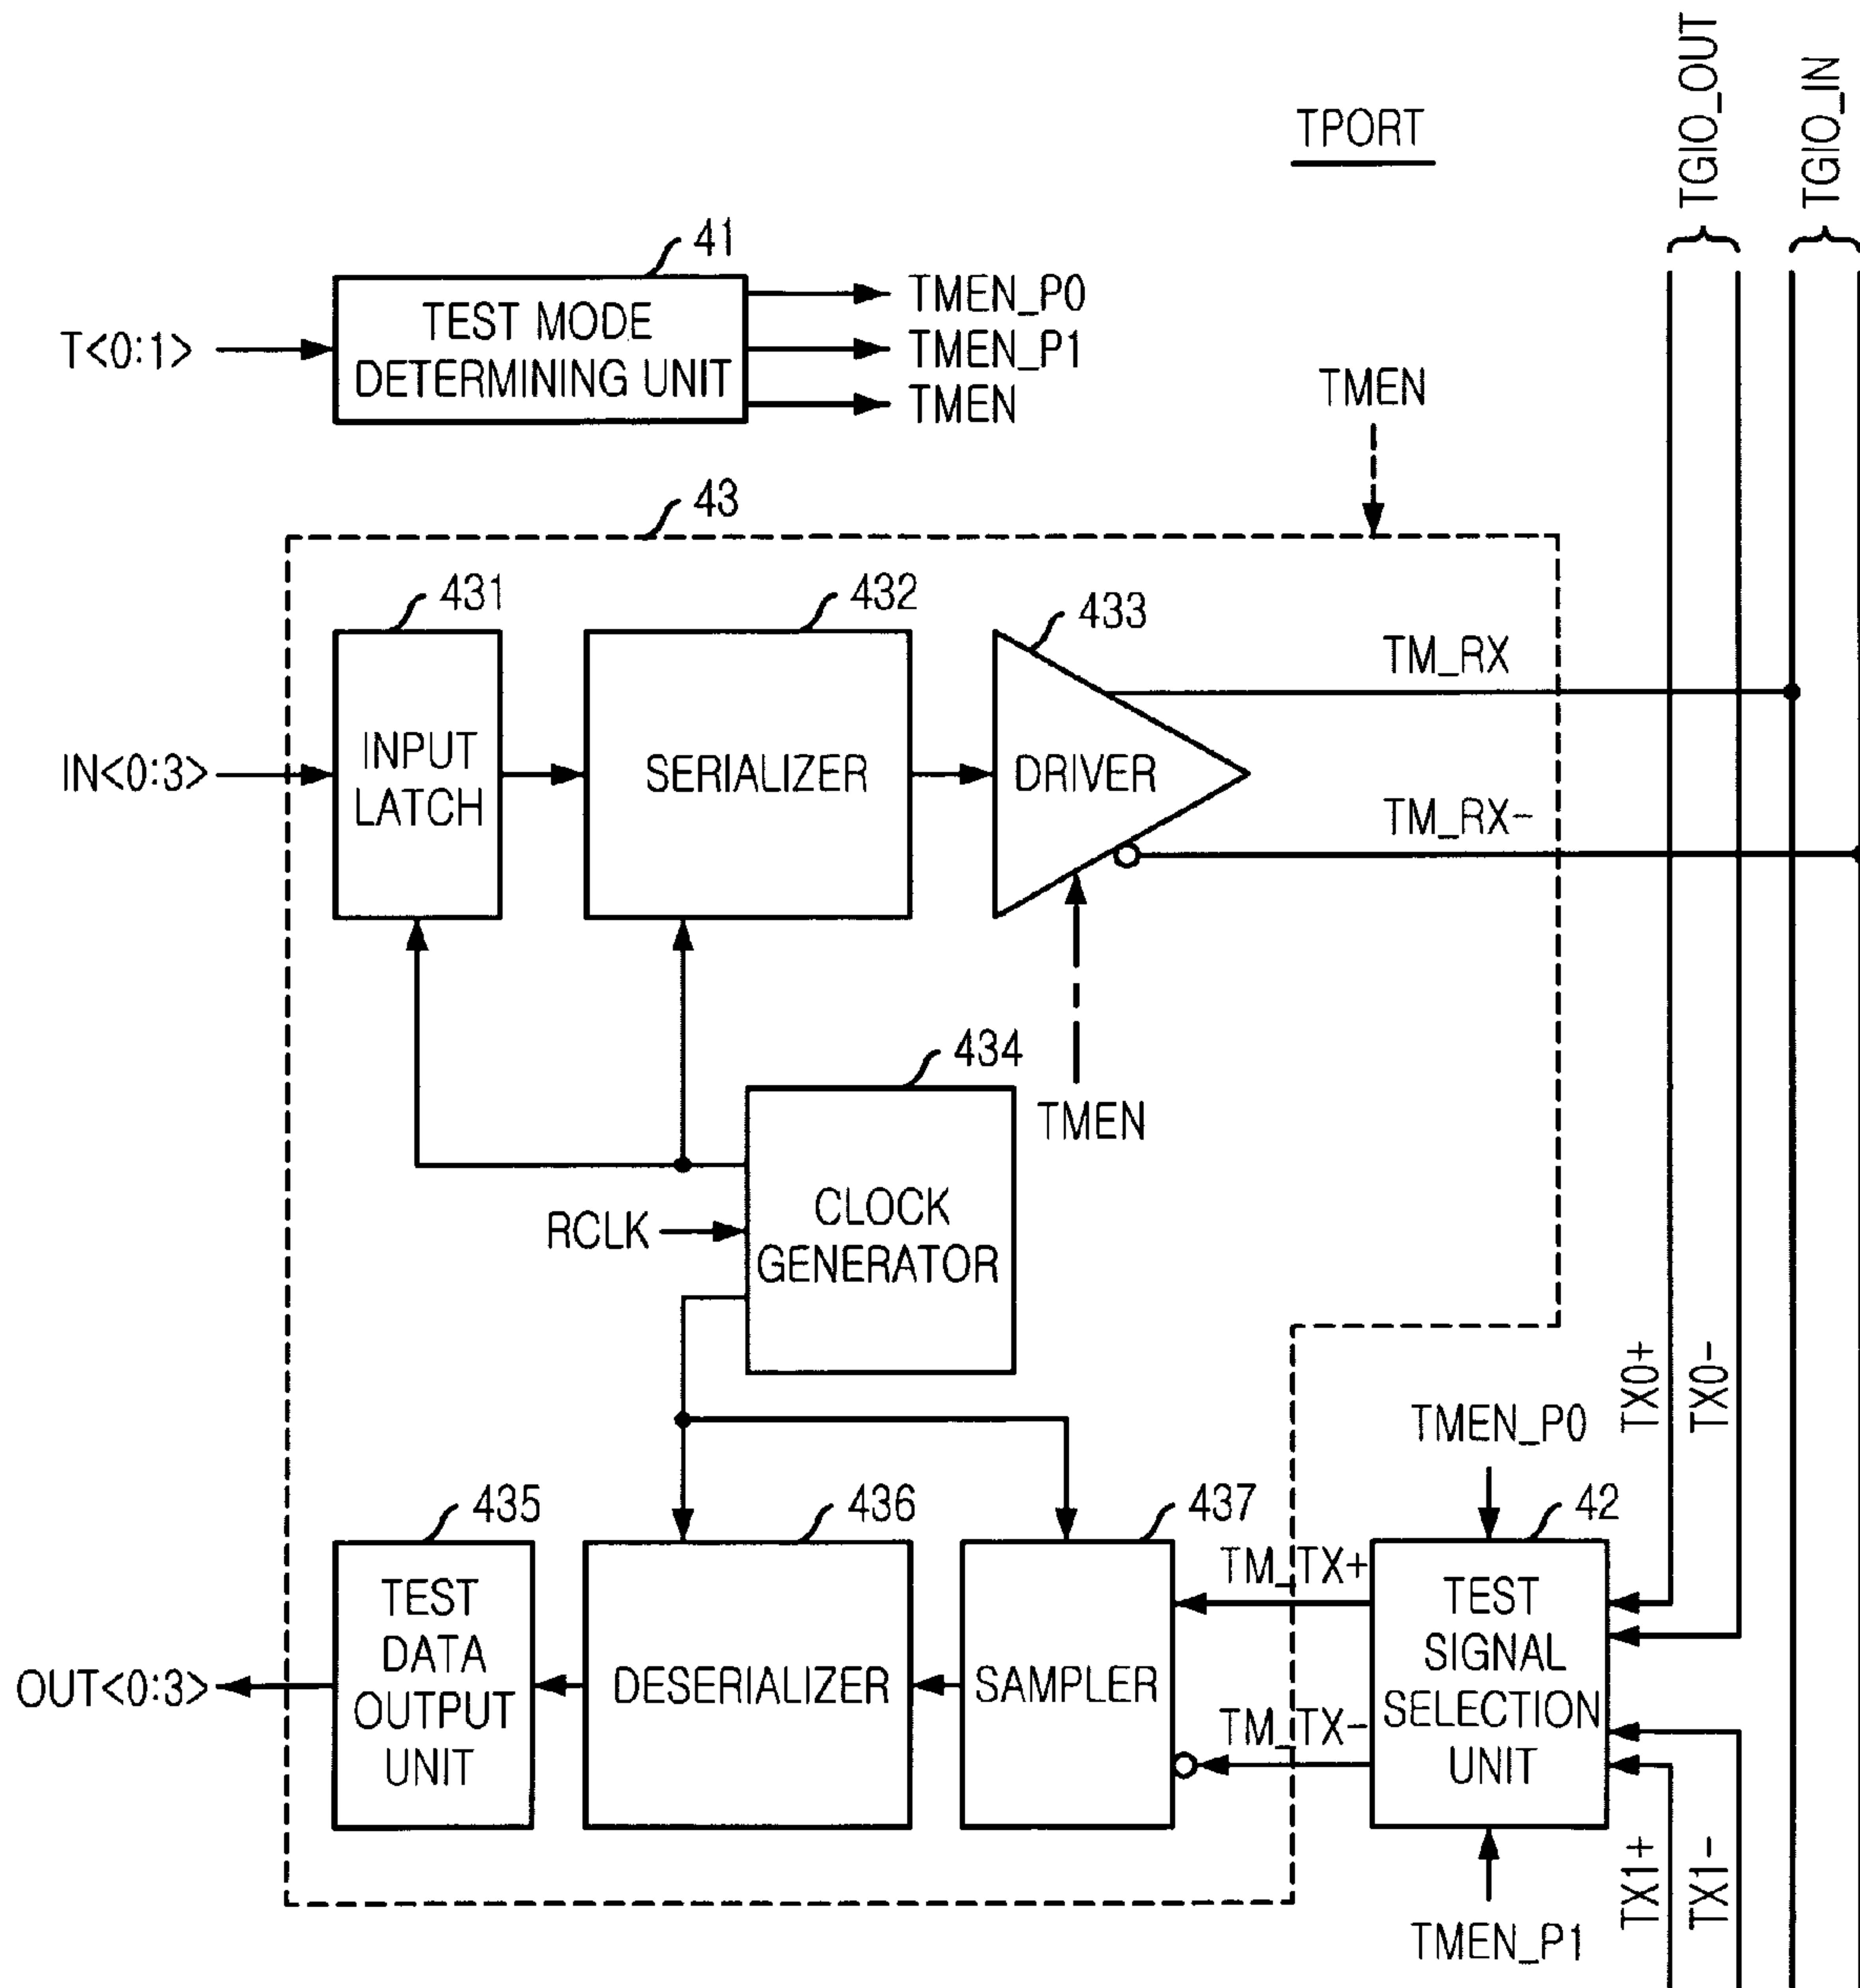 TPORT
TGIO_OUT
TGIO_IN
41
T<0:1>
TEST MODE
DETERMINING UNIT
TMEN_P0
TMEN_P1
TMEN
TMEN
43
431
432
433
IN<0:3>
INPUT
LATCH
SERIALIZER
DRIVER
TM_RX
TM_RX-
434
TMEN
RCLK
CLOCK
GENERATOR
TX0+
TX0-
TMEN_P0
435
436
437
42
OUT<0:3>
TEST
DATA
OUTPUT
UNIT
DESERIALIZER
SAMPLER
TM_TX+
TM_TX-
TEST
SIGNAL
SELECTION
UNIT
TX1+
TX1-
TMEN_P1